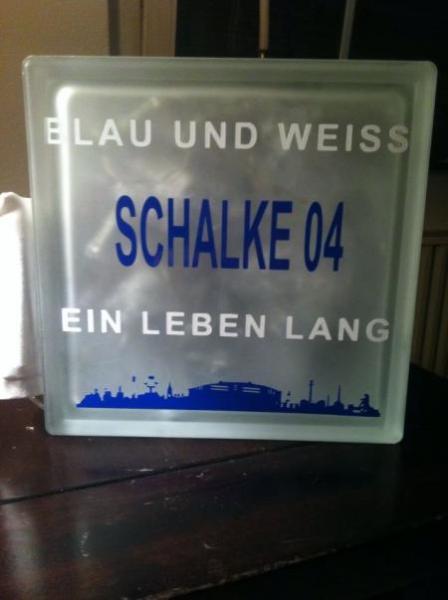 BLAU UND WEISS
SCHALKE 04
EIN LEBEN LANG